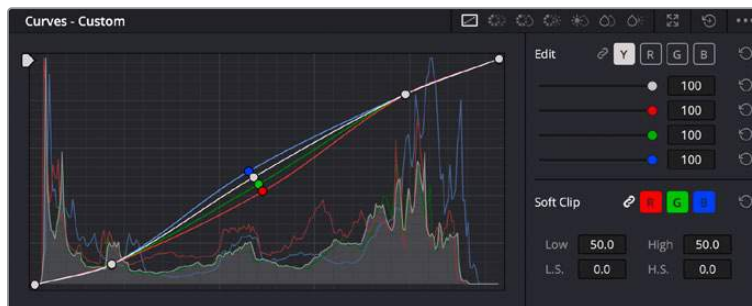 Curves - Custom
Edit Y R G B
100
100
100
100
Soft Clip R G B
Low 50.0 High 50.0
L.S. 0.0 H.S. 0.0